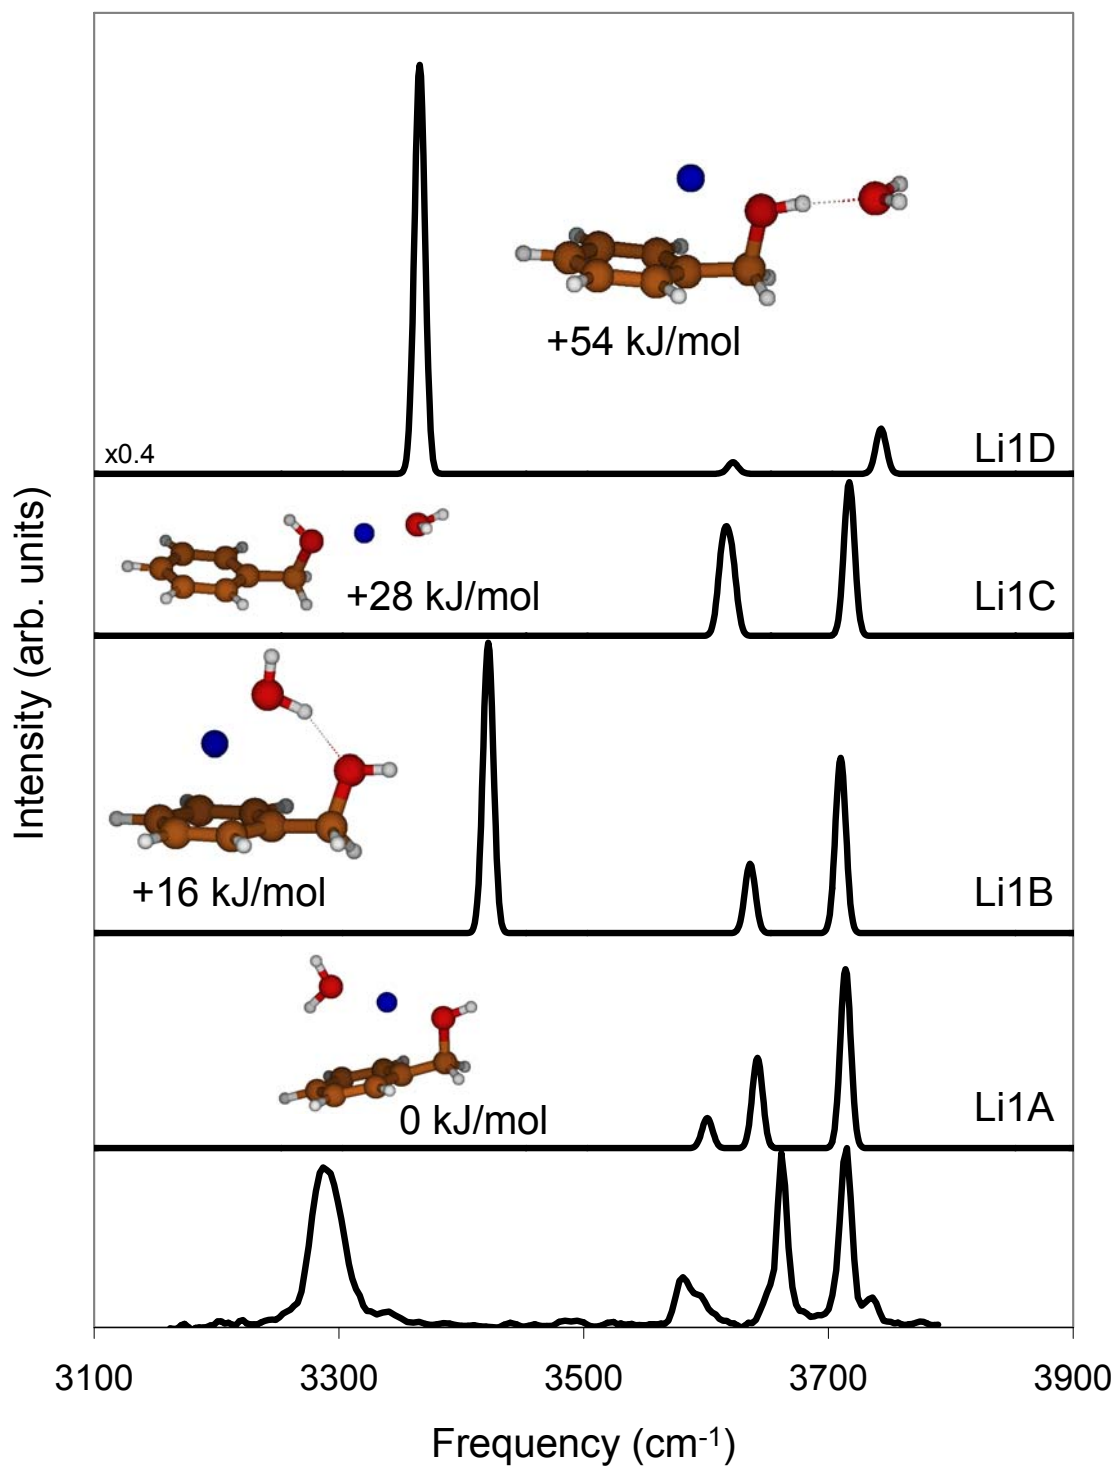 +54 kJ/mol
x0.4
Li1D
+28 kJ/mol
Li1C
+16 kJ/mol
Li1B
0 kJ/mol
Li1A
Intensity (arb. units)
3100 3300 3500 3700 3900
Frequency (cm⁻¹)